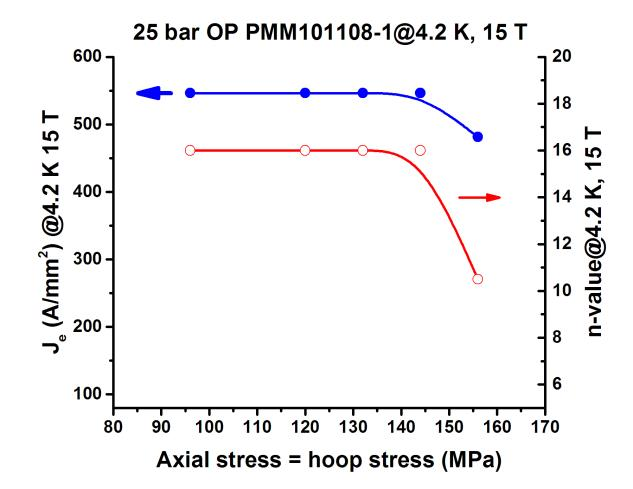 25 bar OP PMM101108-1@4.2 K, 15 T
600
500
400
300
200
100
Je (A/mm²) @4.2 K 15 T
20
18
16
14
12
10
8
6
n-value@4.2 K, 15 T
80 90 100 110 120 130 140 150 160 170
Axial stress = hoop stress (MPa)